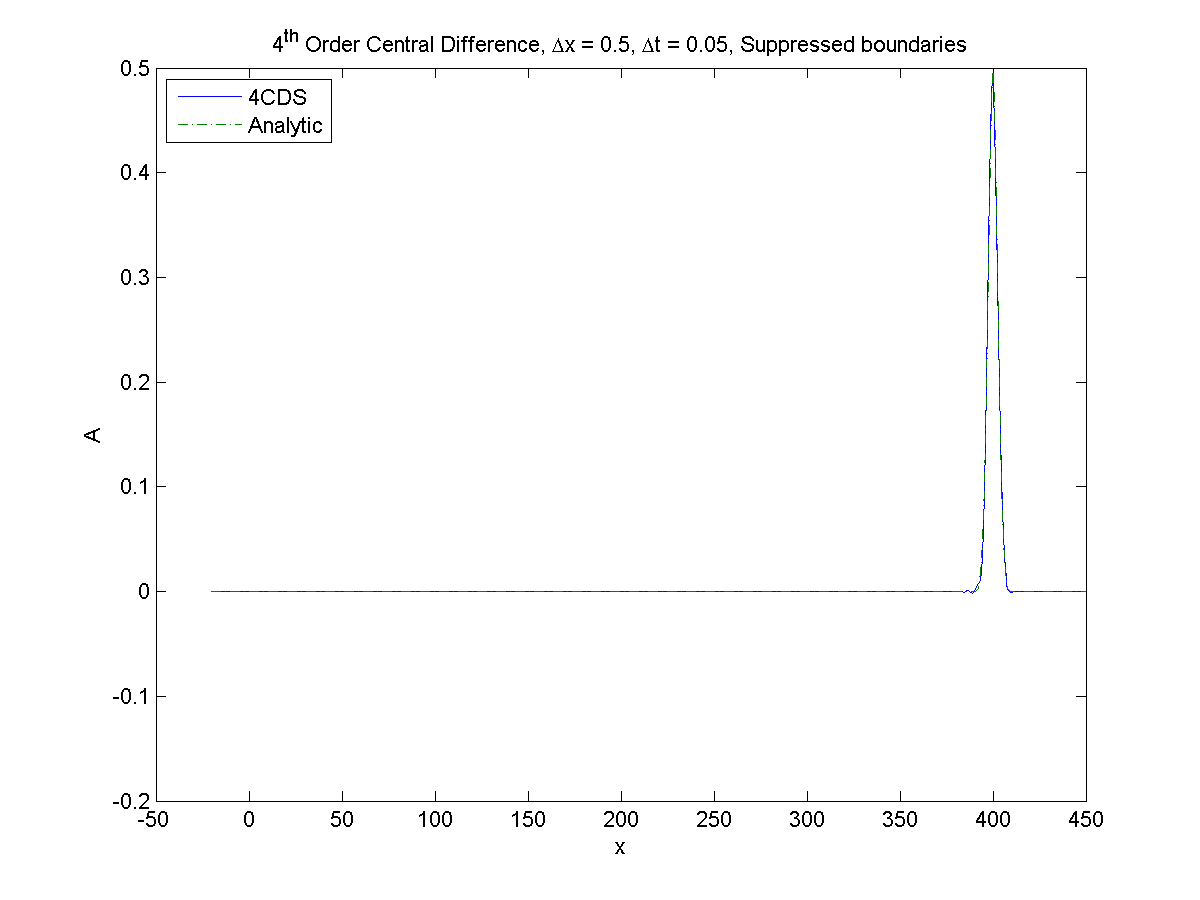 4th Order Central Difference, Δx = 0.5, Δt = 0.05, Suppressed boundaries
4CDS
Analytic
0.5
0.4
0.3
0.2
0.1
0
-0.1
-0.2
A
-50 0 50 100 150 200 250 300 350 400 450
x